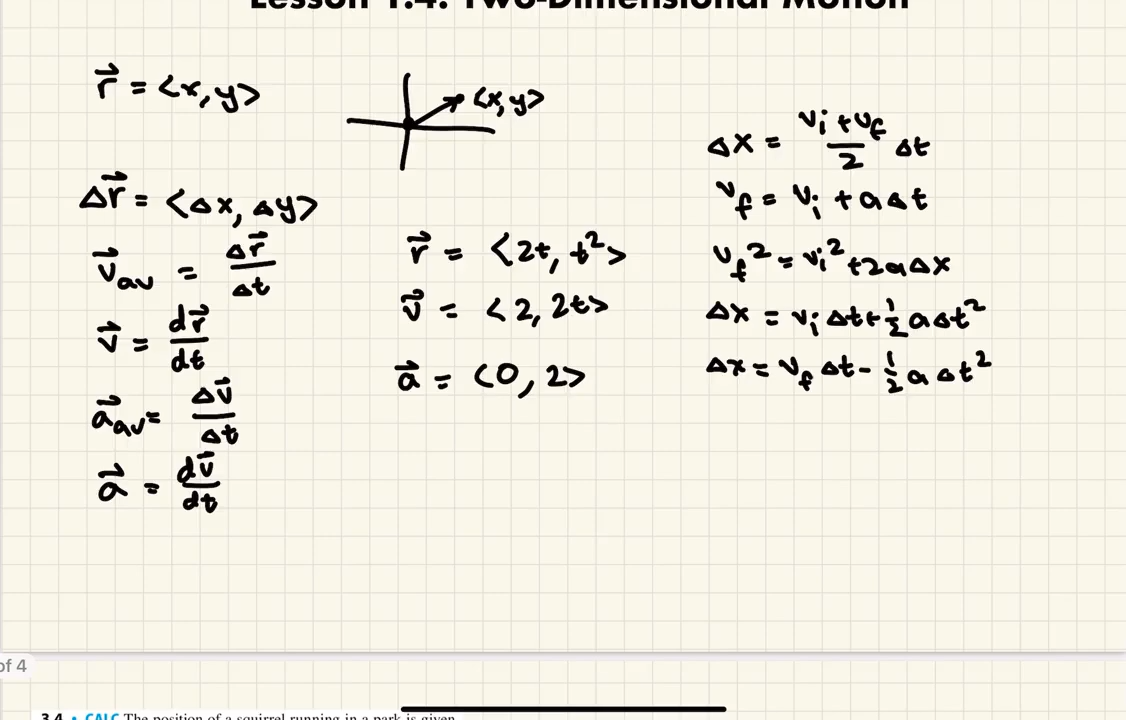 Lesson 1.4: Two-Dimensional Motion
r⃗ = <x, y>
<x, y>
Δr⃗ = <Δx, Δy>
v⃗av = Δr⃗/Δt
v⃗ = dr⃗/dt
a⃗av = Δv⃗/Δt
a⃗ = dv⃗/dt
r⃗ = <2t, t²>
v⃗ = <2, 2t>
a⃗ = <0, 2>
Δx = (vi + vf)/2 Δt
vf = vi + aΔt
vf² = vi² + 2aΔx
Δx = viΔt + ½aΔt²
Δx = vfΔt - ½aΔt²
of 4
3.4 • CALC The position of a squirrel running in a park is given